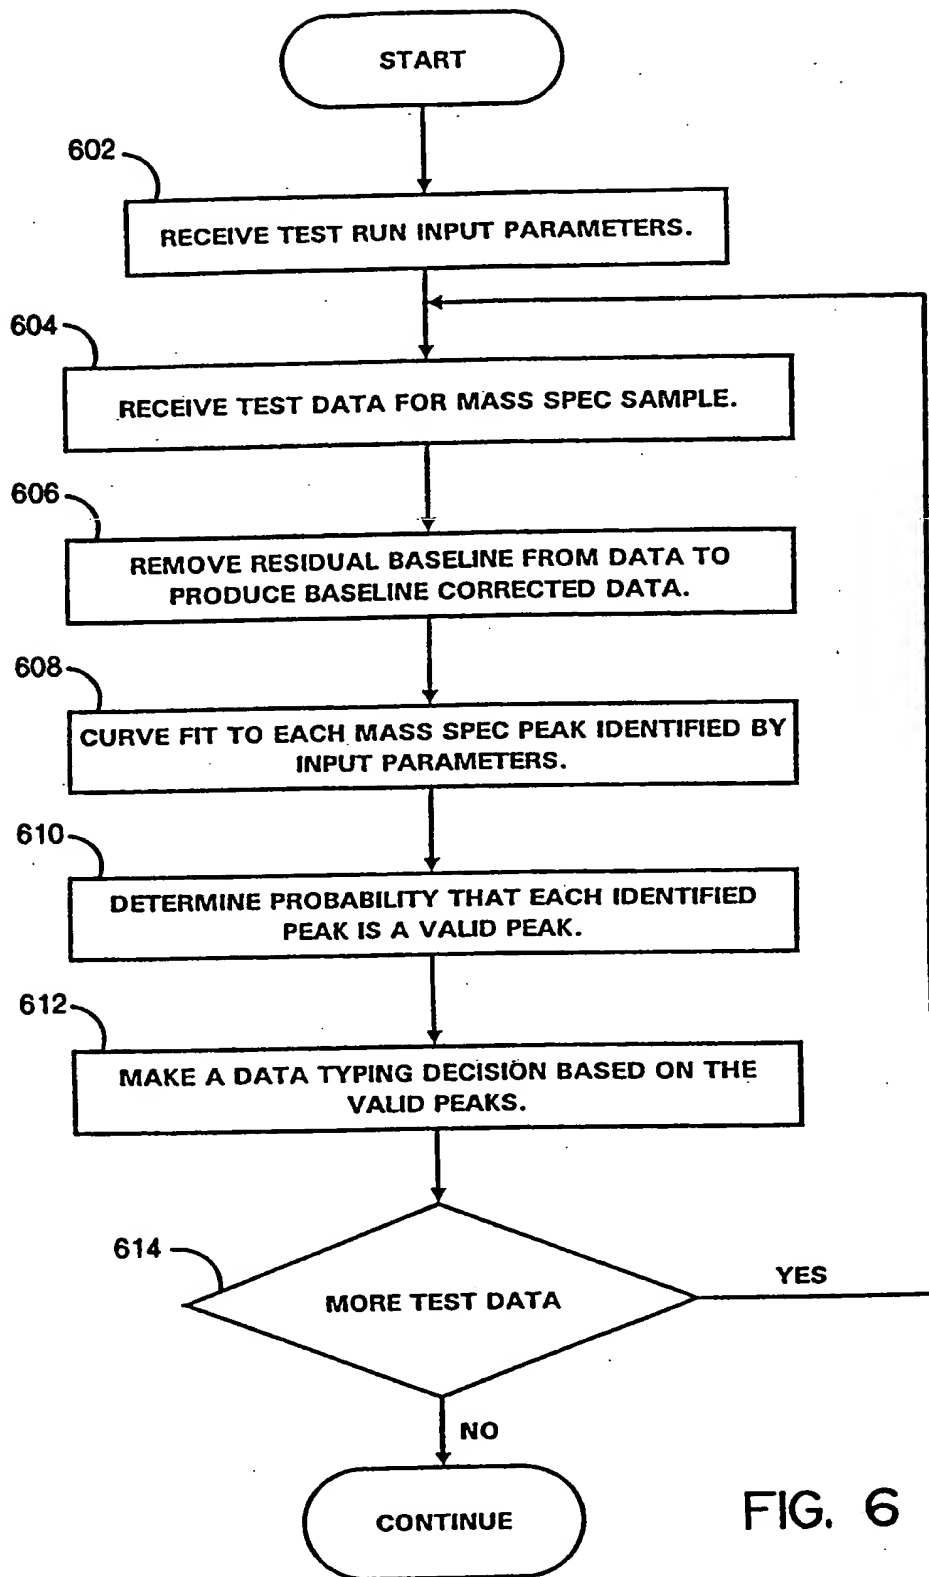 START
602
RECEIVE TEST RUN INPUT PARAMETERS.
604
RECEIVE TEST DATA FOR MASS SPEC SAMPLE.
606
REMOVE RESIDUAL BASELINE FROM DATA TO
PRODUCE BASELINE CORRECTED DATA.
608
CURVE FIT TO EACH MASS SPEC PEAK IDENTIFIED BY
INPUT PARAMETERS.
610
DETERMINE PROBABILITY THAT EACH IDENTIFIED
PEAK IS A VALID PEAK.
612
MAKE A DATA TYPING DECISION BASED ON THE
VALID PEAKS.
614
MORE TEST DATA
YES
NO
CONTINUE
FIG. 6